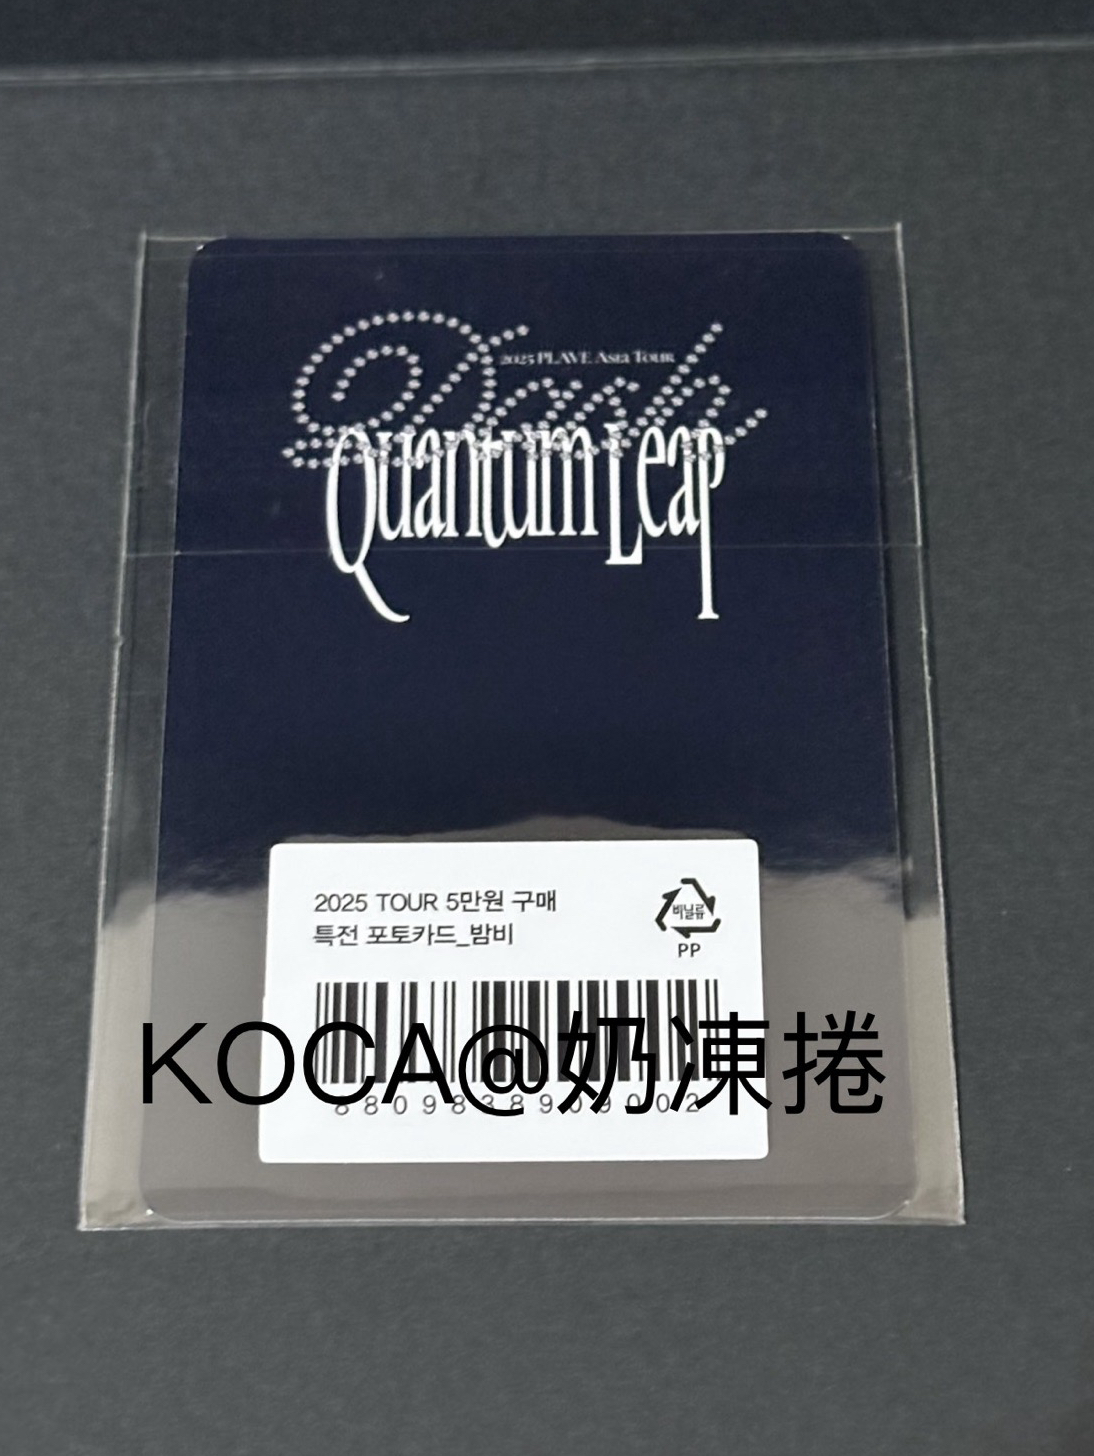 2025 PLAVE Asia Tour
Dash
Quantum Leap
2025 TOUR 5만원 구매
특전 포토카드_밤비
비닐류
PP
KOCA@奶凍捲
8809838909002